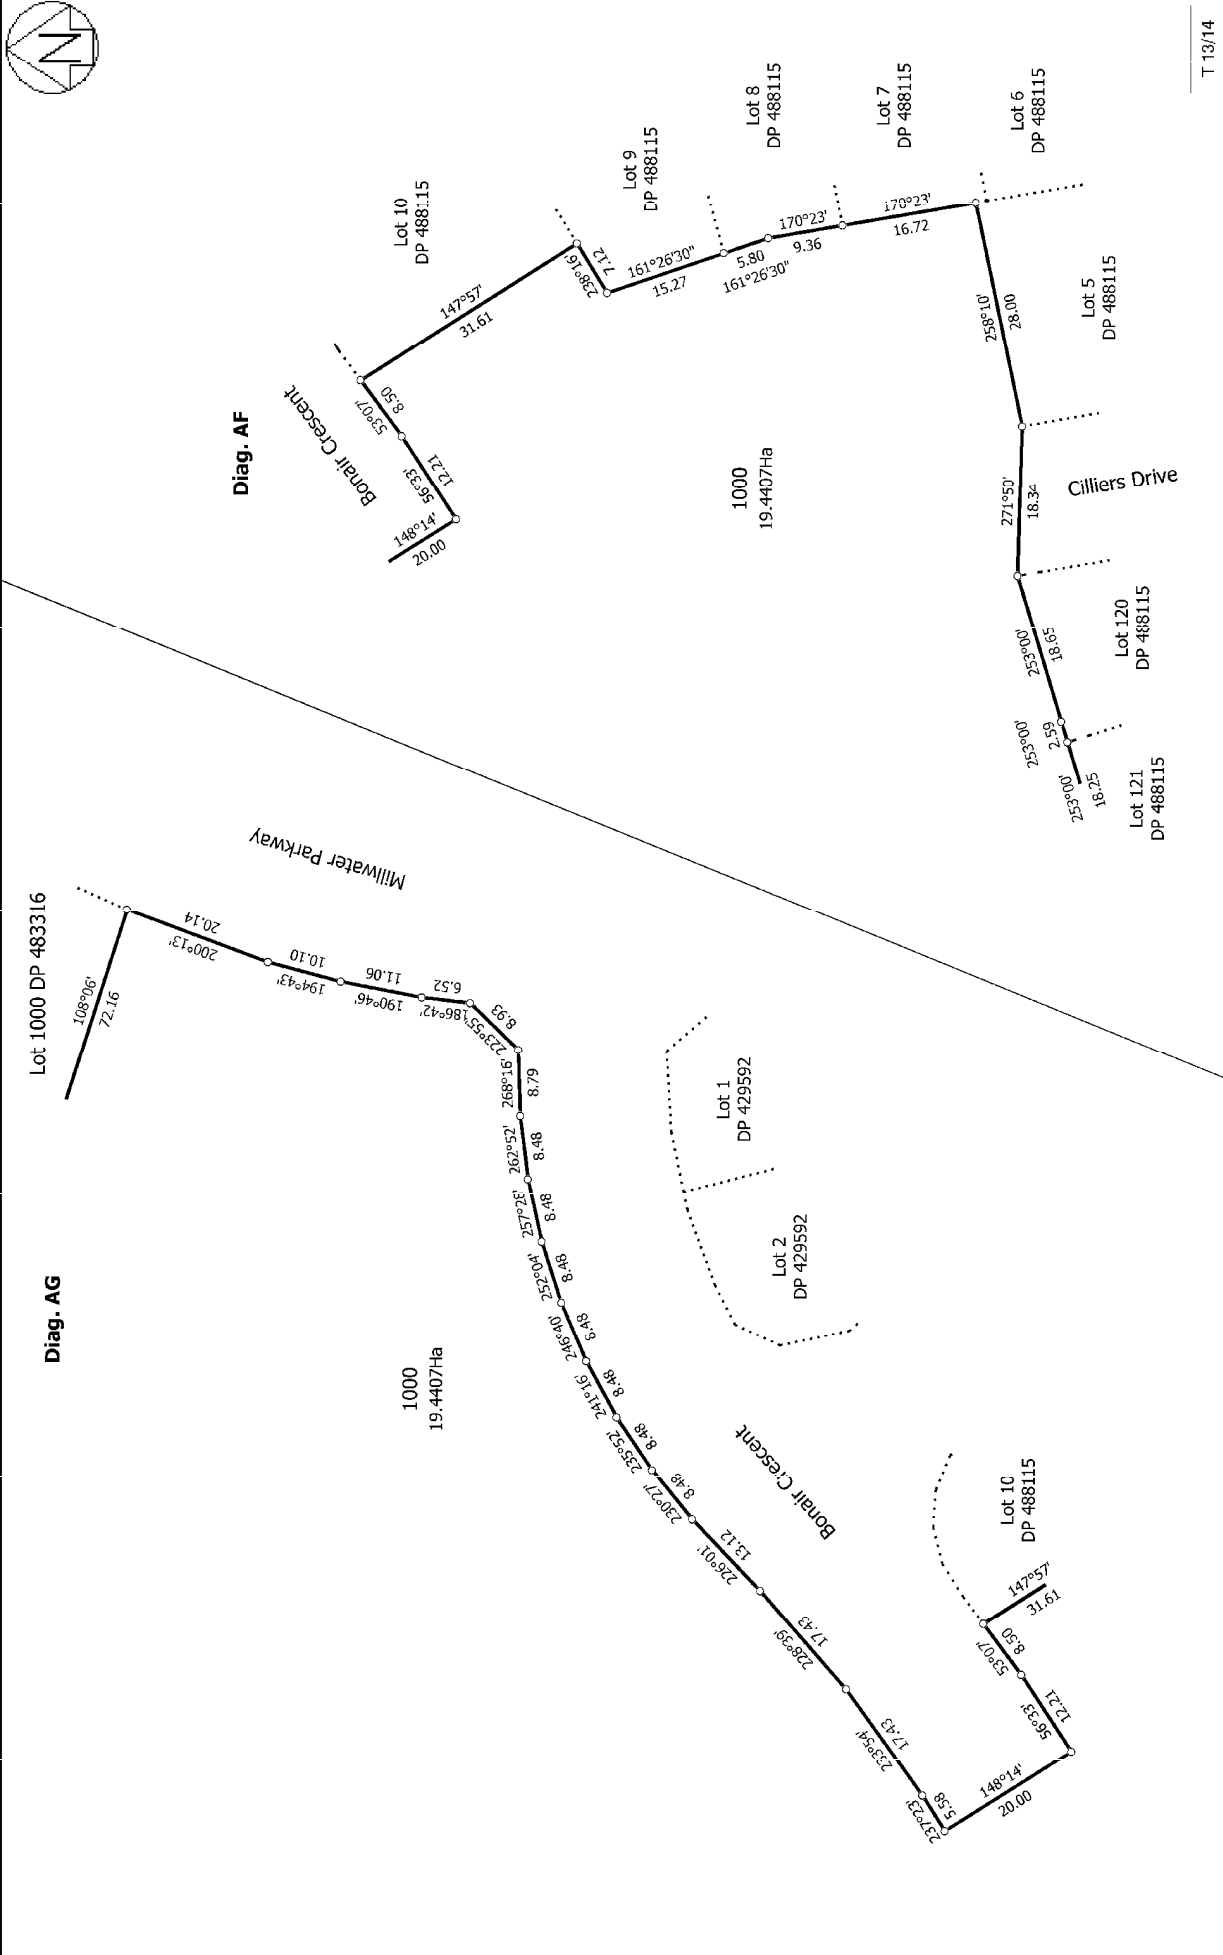 N
Diag. AG
Lot 1000 DP 483316
108°06'
72.16
200°13'
20.14
194°43'
10.10
190°46'
11.06
186°42'
6.52
223°55'
8.93
268°16'
8.79
262°52'
8.48
257°28'
8.48
252°04'
8.48
246°40'
8.48
241°16'
8.48
235°52'
8.48
230°27'
8.48
226°01'
13.12
228°39'
17.43
233°54'
17.43
237°23'
5.58
148°14'
20.00
56°33'
12.21
53°07'
8.50
147°57'
31.61
Millwater Parkway
1000
19.4407Ha
Lot 1
DP 429592
Lot 2
DP 429592
Bonair Crescent
Lot 10
DP 488115
Diag. AF
Bonair Crescent
148°14'
20.00
56°33'
12.21
53°07'
8.50
147°57'
31.61
Lot 10
DP 488115
238°16'
7.12
Lot 9
DP 488115
161°26'30"
15.27
5.80
161°26'30"
Lot 8
DP 488115
170°23'
9.36
Lot 7
DP 488115
170°23'
16.72
Lot 6
DP 488115
258°10'
28.00
Lot 5
DP 488115
1000
19.4407Ha
271°50'
18.34
Cilliers Drive
253°00'
18.65
Lot 120
DP 488115
253°00'
2.59
253°00'
18.25
Lot 121
DP 488115
T 13/14